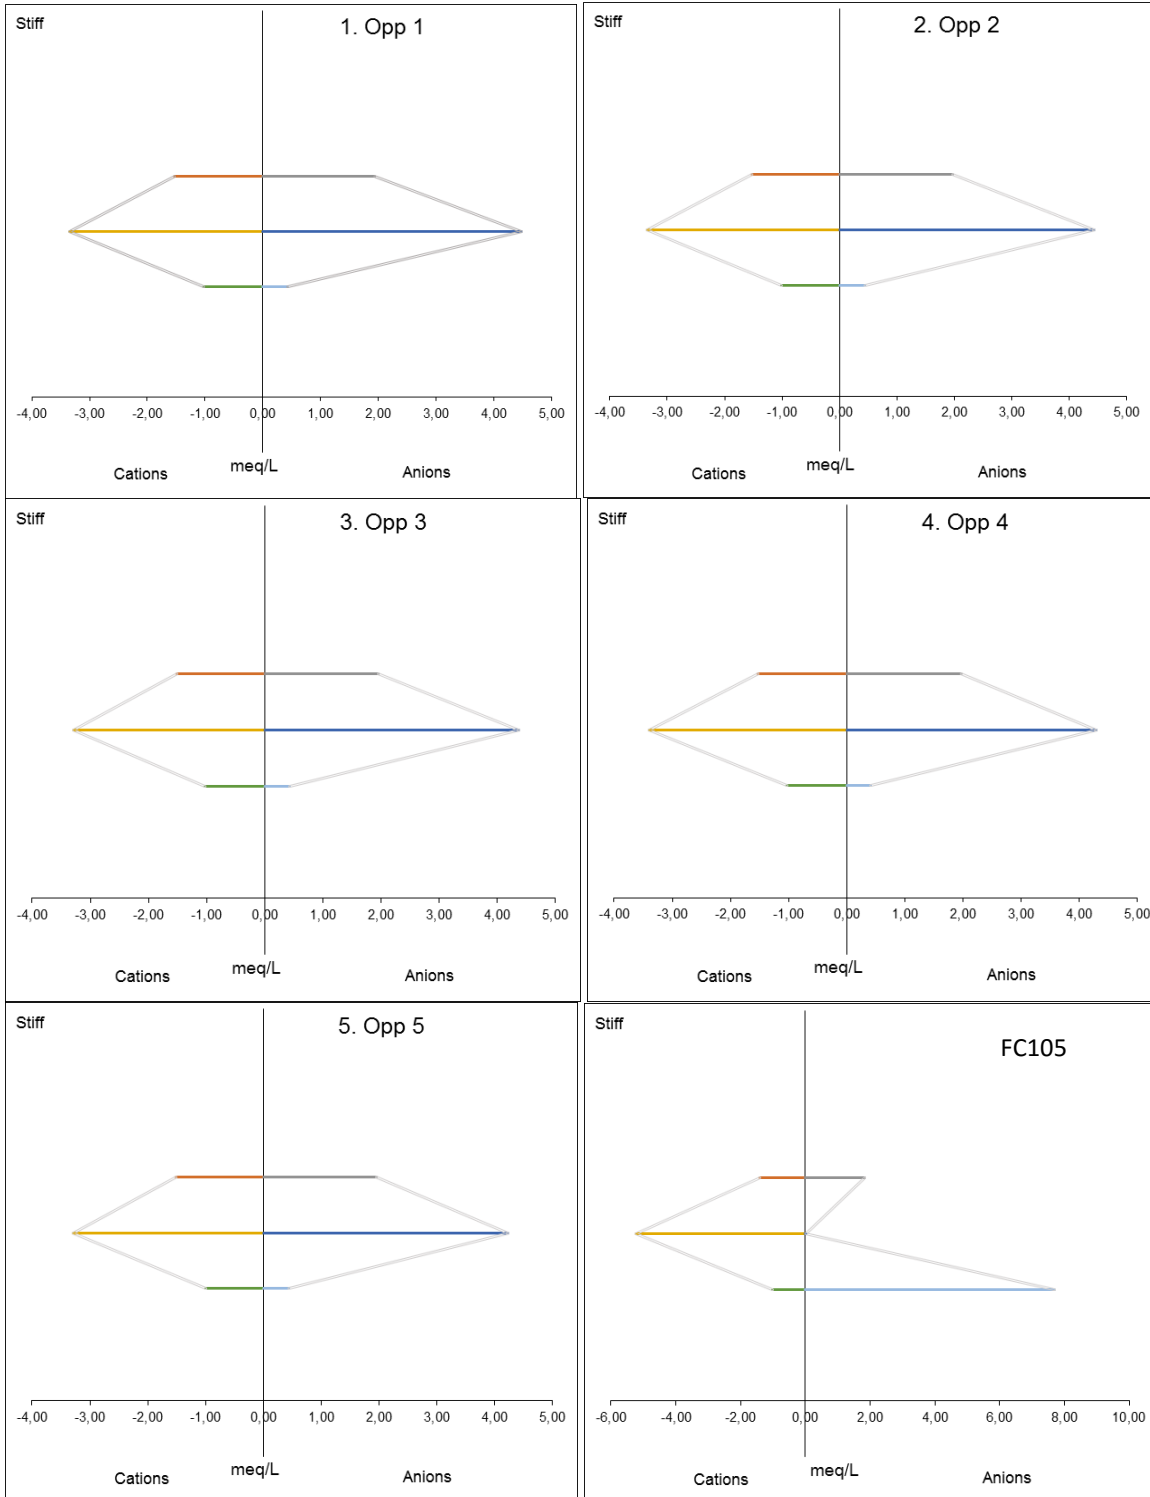 Stiff
1. Opp 1
-4,00 -3,00 -2,00 -1,00 0,00 1,00 2,00 3,00 4,00 5,00
Cations meq/L Anions
Stiff
2. Opp 2
-4,00 -3,00 -2,00 -1,00 0,00 1,00 2,00 3,00 4,00 5,00
Cations meq/L Anions
Stiff
3. Opp 3
-4,00 -3,00 -2,00 -1,00 0,00 1,00 2,00 3,00 4,00 5,00
Cations meq/L Anions
Stiff
4. Opp 4
-4,00 -3,00 -2,00 -1,00 0,00 1,00 2,00 3,00 4,00 5,00
Cations meq/L Anions
Stiff
5. Opp 5
-4,00 -3,00 -2,00 -1,00 0,00 1,00 2,00 3,00 4,00 5,00
Cations meq/L Anions
Stiff
FC105
-6,00 -4,00 -2,00 0,00 2,00 4,00 6,00 8,00 10,00
Cations meq/L Anions